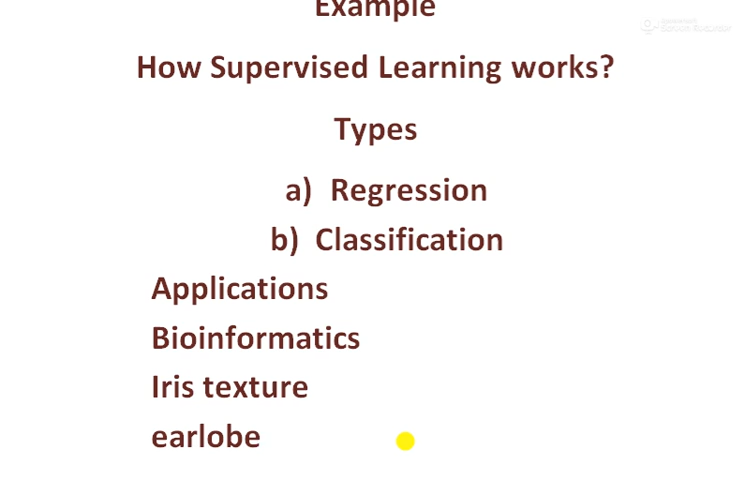 Example
How Supervised Learning works?
Types
a) Regression
b) Classification
Applications
Bioinformatics
Iris texture
earlobe